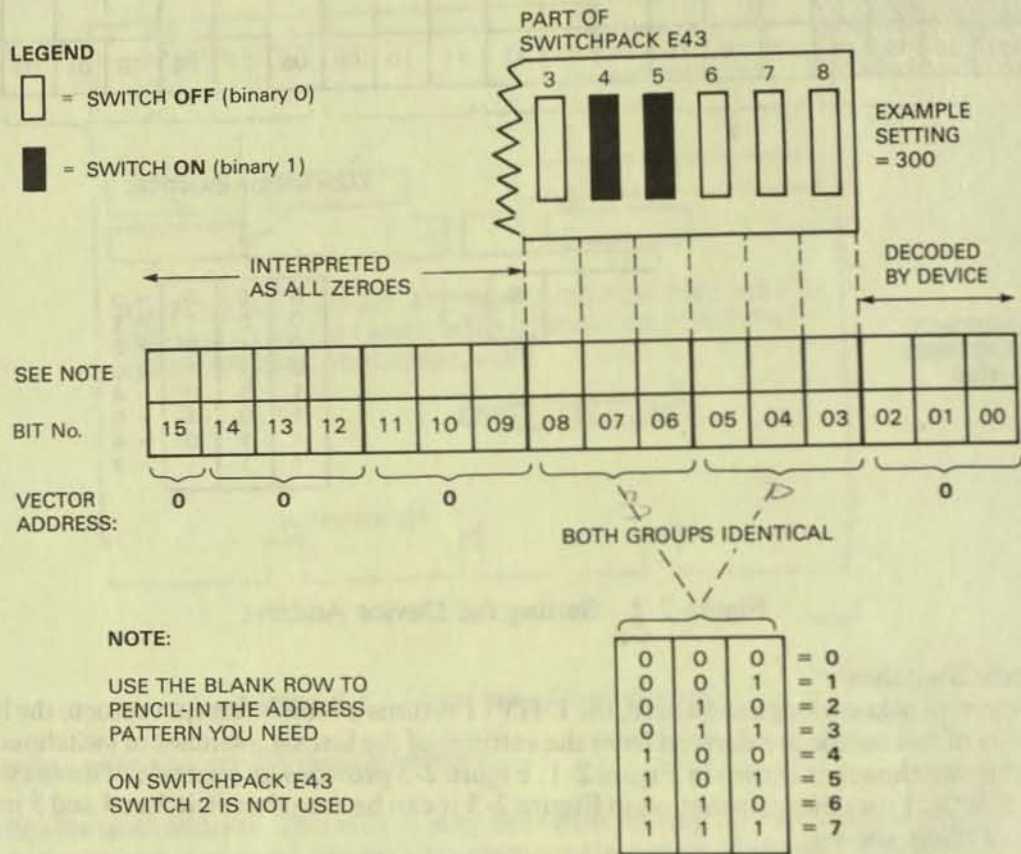 PART OF
SWITCHPACK E43
LEGEND
= SWITCH OFF (binary 0)
= SWITCH ON (binary 1)
3 4 5 6 7 8
EXAMPLE
SETTING
= 300
INTERPRETED
AS ALL ZEROES
DECODED
BY DEVICE
SEE NOTE
BIT No. 15 14 13 12 11 10 09 08 07 06 05 04 03 02 01 00
VECTOR
ADDRESS:
0 0 0 0
BOTH GROUPS IDENTICAL
NOTE:
USE THE BLANK ROW TO
PENCIL-IN THE ADDRESS
PATTERN YOU NEED
ON SWITCHPACK E43
SWITCH 2 IS NOT USED
0 0 0 = 0
0 0 1 = 1
0 1 0 = 2
0 1 1 = 3
1 0 0 = 4
1 0 1 = 5
1 1 0 = 6
1 1 1 = 7